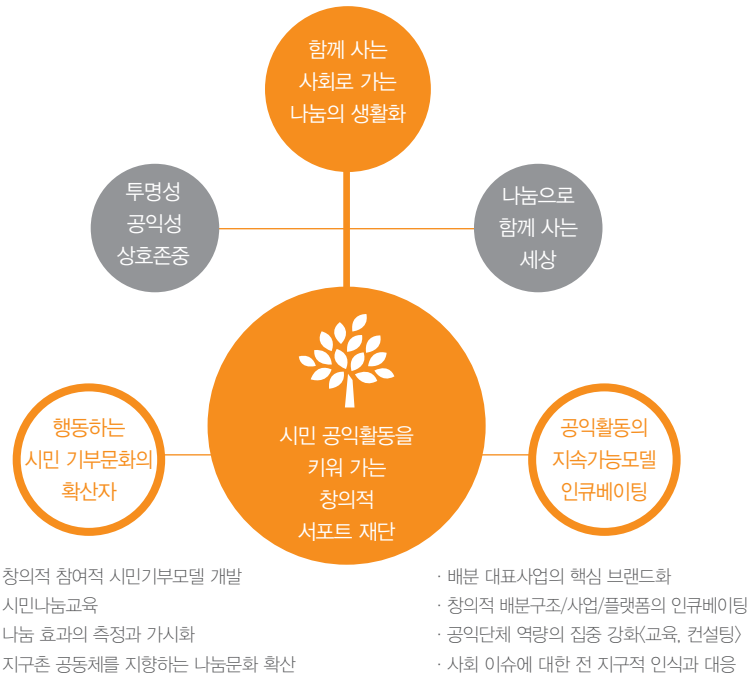 함께 사는
사회로 가는
나눔의 생활화
투명성
공익성
상호존중
나눔으로
함께 사는
세상
시민 공익활동을
키워 가는
창의적
서포트 재단
행동하는
시민 기부문화의
확산자
공익활동의
지속가능모델
인큐베이팅
창의적 참여적 시민기부모델 개발
시민나눔교육
나눔 효과의 측정과 가시화
지구촌 공동체를 지향하는 나눔문화 확산
· 배분 대표사업의 핵심 브랜드화
· 창의적 배분구조/사업/플랫폼의 인큐베이팅
· 공익단체 역량의 집중 강화〈교육, 컨설팅〉
· 사회 이슈에 대한 전 지구적 인식과 대응